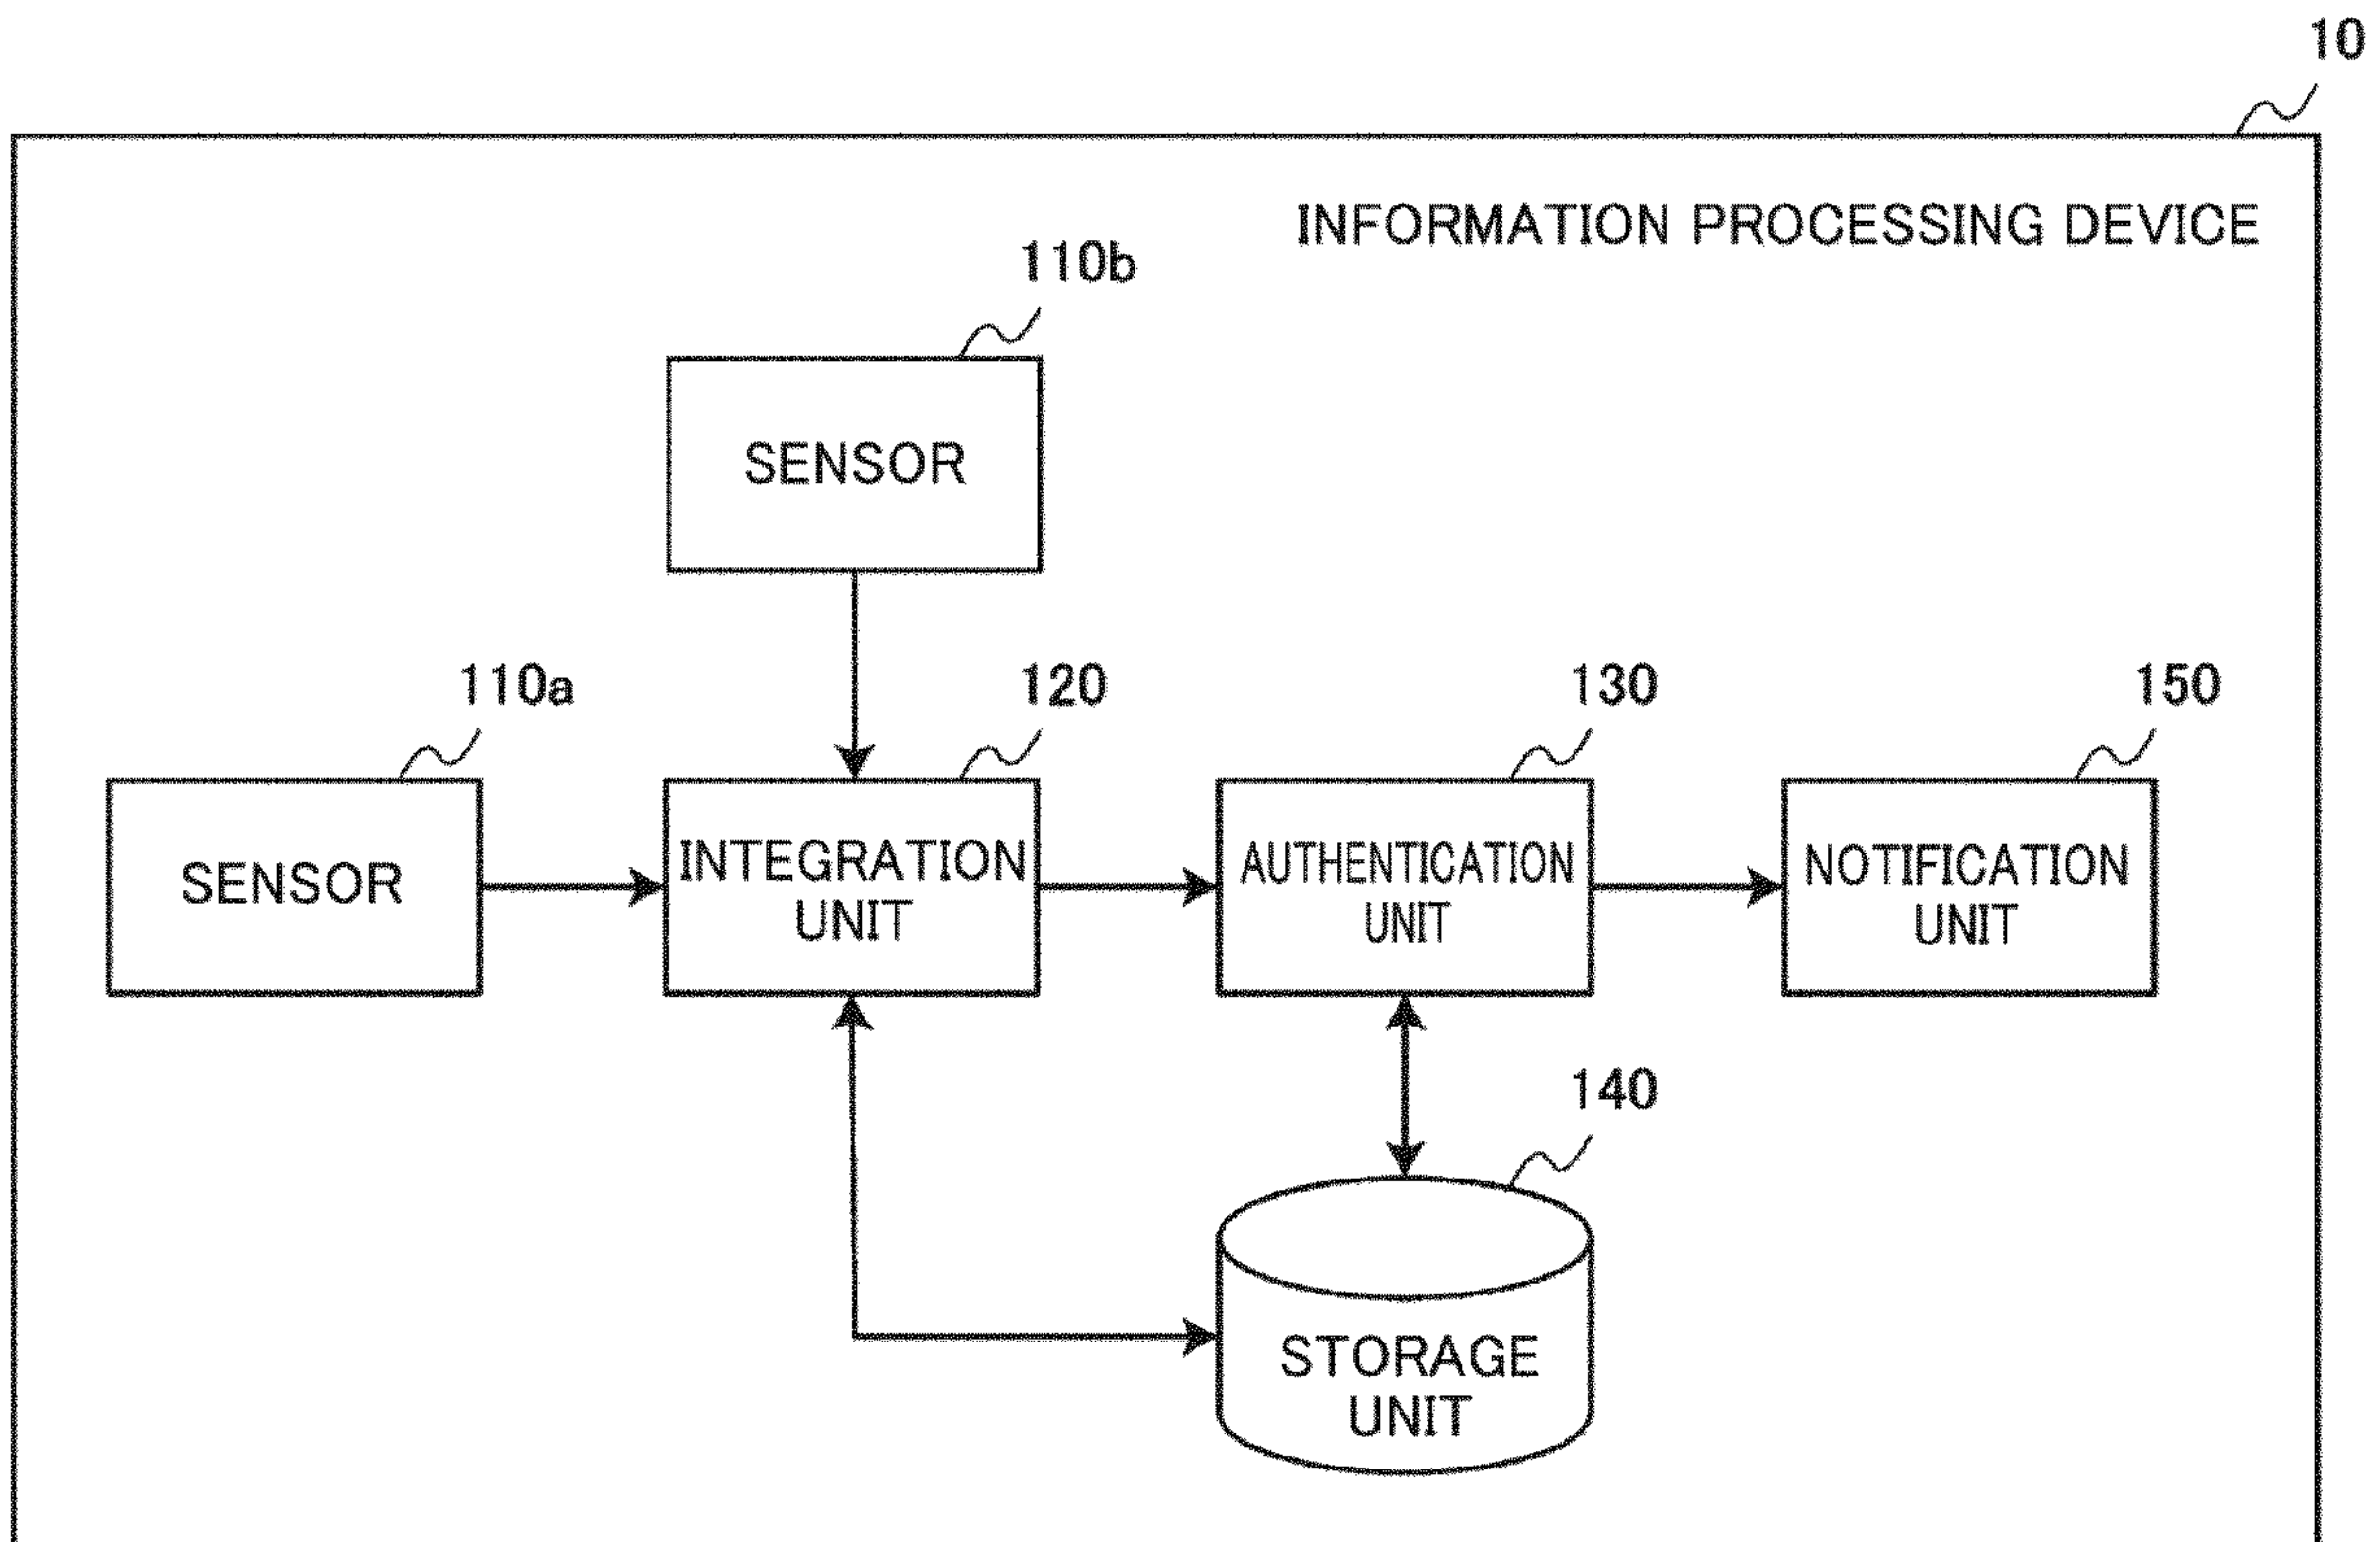 10
INFORMATION PROCESSING DEVICE
110b
SENSOR
110a
120
130
150
SENSOR
INTEGRATION
UNIT
AUTHENTICATION
UNIT
NOTIFICATION
UNIT
140
STORAGE
UNIT